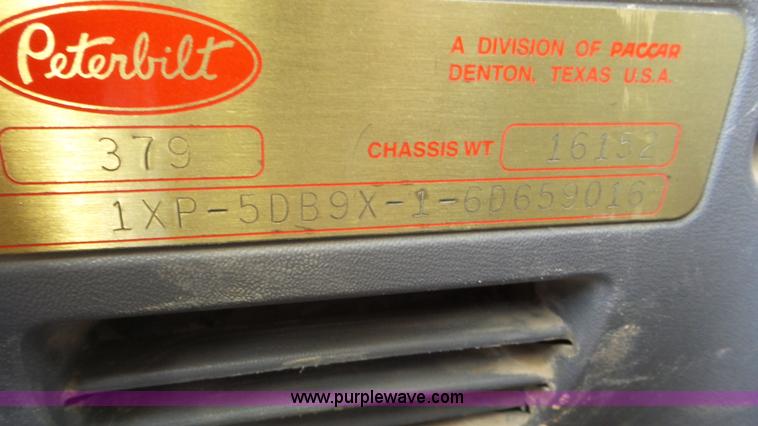 Peterbilt
A DIVISION OF PACCAR
DENTON, TEXAS U.S.A.
379
CHASSIS WT 16152
1XP-5DB9X-1-6D659016
www.purplewave.com